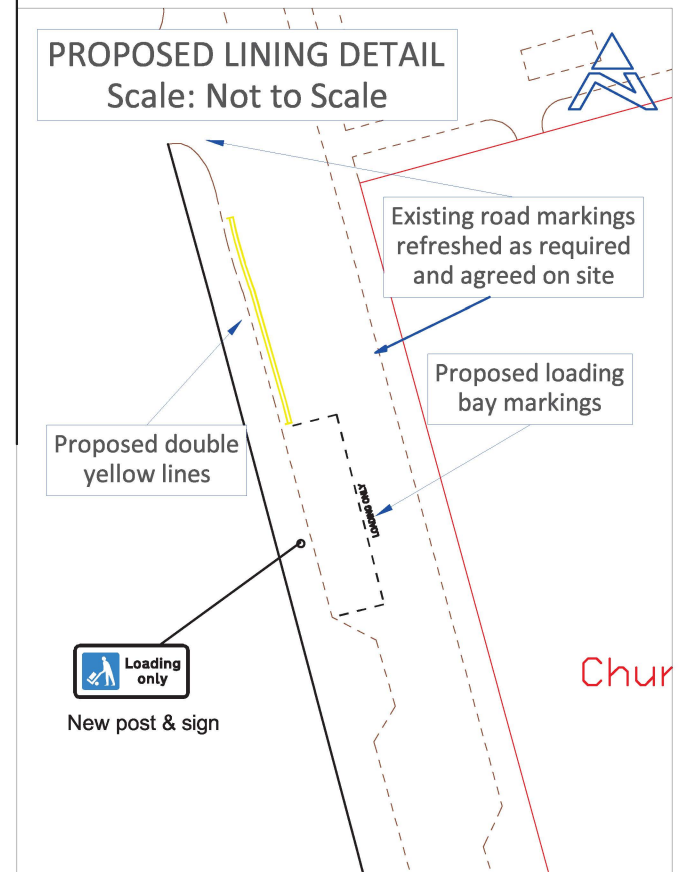 PROPOSED LINING DETAIL
Scale: Not to Scale
Existing road markings
refreshed as required
and agreed on site
Proposed loading
bay markings
Proposed double
yellow lines
LOADING ONLY
Loading
only
New post & sign
Chur
N